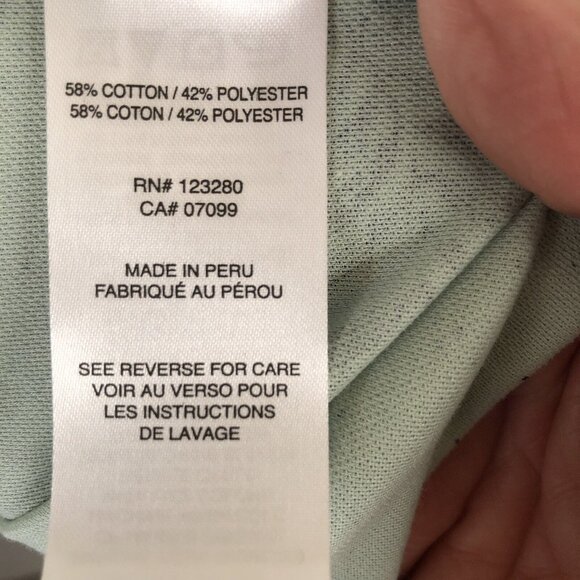 58% COTTON / 42% POLYESTER
58% COTON / 42% POLYESTER
RN# 123280
CA# 07099
MADE IN PERU
FABRIQUÉ AU PÉROU
SEE REVERSE FOR CARE
VOIR AU VERSO POUR
LES INSTRUCTIONS
DE LAVAGE